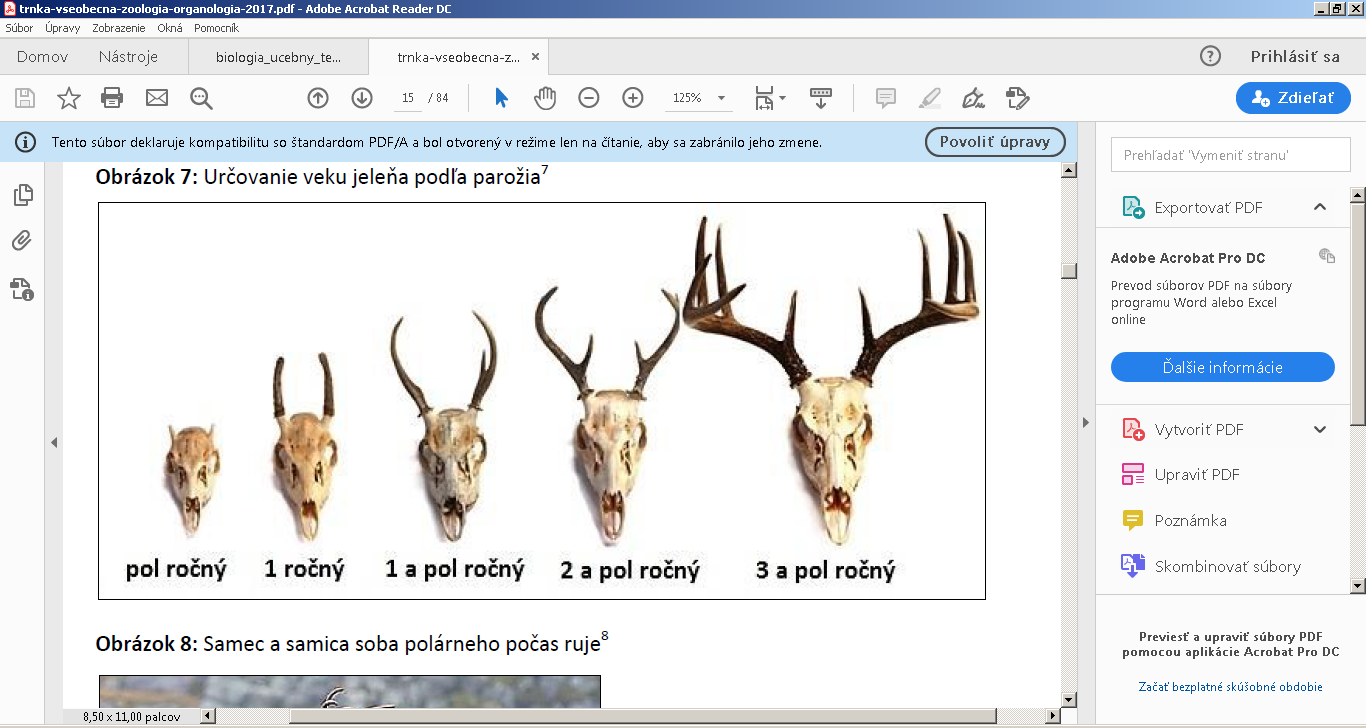 trnka-vseobecna-zoologia-organologia-2017.pdf - Adobe Acrobat Reader DC
Súbor Úpravy Zobrazenie Okná Pomocník
Domov Nástroje biologia_ucebny_te... trnka-vseobecna-z... × Prihlásiť sa
15 / 84 125% Zdieľať
Tento súbor deklaruje kompatibilitu so štandardom PDF/A a bol otvorený v režime len na čítanie, aby sa zabránilo jeho zmene. Povoliť úpravy
Obrázok 7: Určovanie veku jeleňa podľa parožia7
pol ročný 1 ročný 1 a pol ročný 2 a pol ročný 3 a pol ročný
Obrázok 8: Samec a samica soba polárneho počas ruje8
8,50 x 11,00 palcov
Prehľadať 'Vymeniť stranu'
Exportovať PDF
Adobe Acrobat Pro DC
Prevod súborov PDF na súbory
programu Word alebo Excel
online
Ďalšie informácie
Vytvoriť PDF
Upraviť PDF
Poznámka
Skombinovať súbory
Previesť a upraviť súbory PDF
pomocou aplikácie Acrobat Pro DC
Začať bezplatné skúšobné obdobie